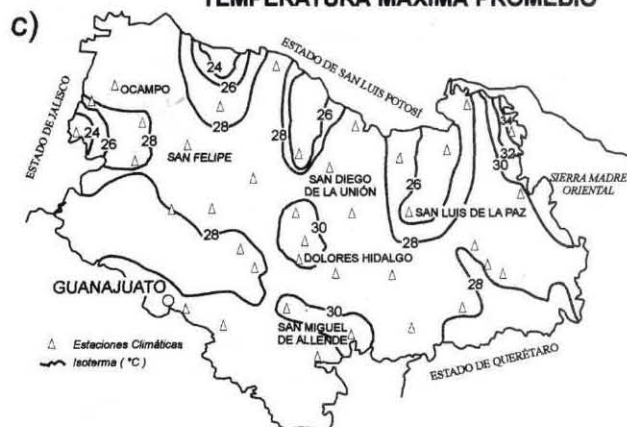 TEMPERATURA MAXIMA PROMEDIO
c)
ESTADO DE SAN LUIS POTOSÍ
ESTADO DE JALISCO
24
26
28
OCAMPO
24
26
28
SAN FELIPE
28
26
SAN DIEGO
DE LA UNIÓN
26
28
SAN LUIS DE LA PAZ
34
32
30
SIERRA MADRE
ORIENTAL
28
30
DOLORES HIDALGO
28
GUANAJUATO
30
SAN MIGUEL
DE ALLENDE
Estaciones Climáticas
Isoterma ( °C )
ESTADO DE QUERÉTARO